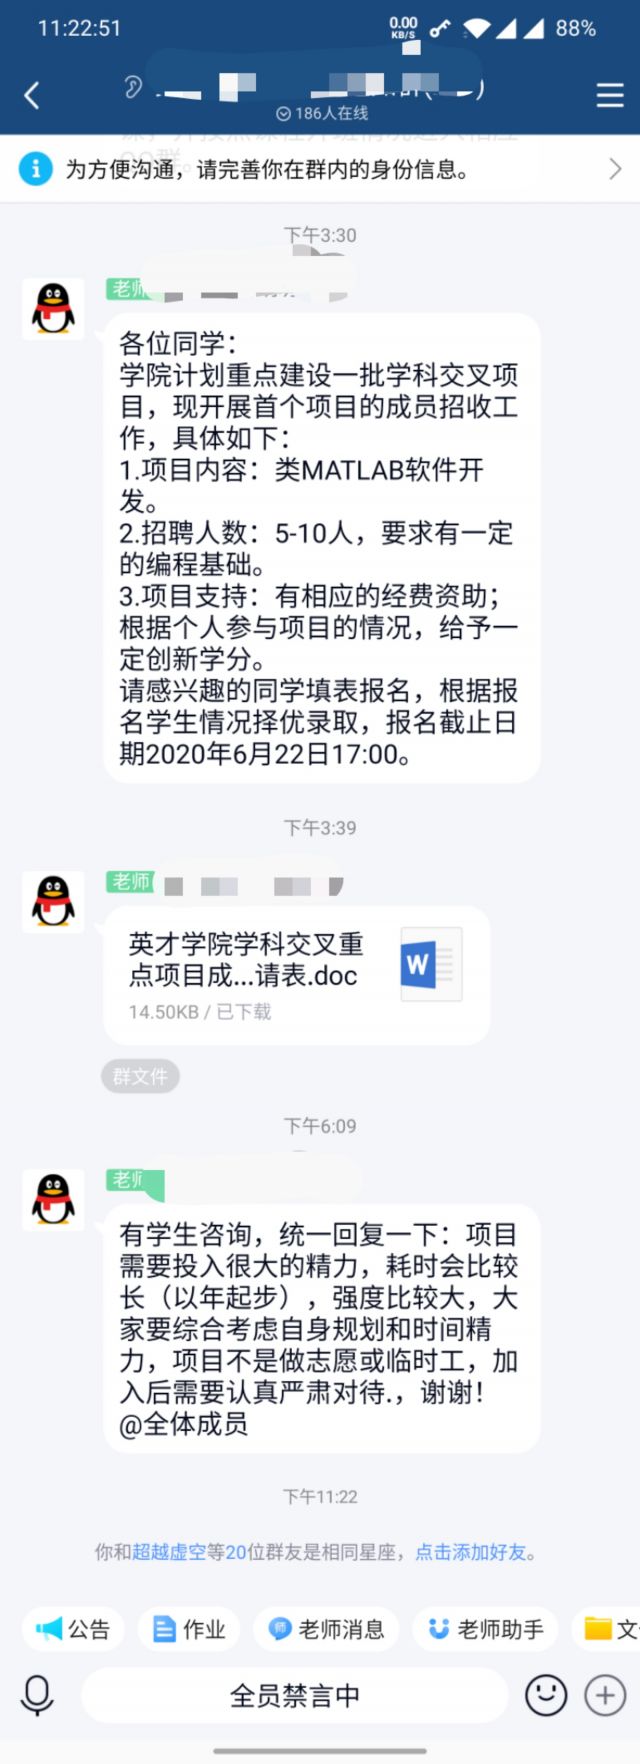 11:22:51
0.00
KB/S
88%
186人在线
为方便沟通，请完善你在群内的身份信息。
下午3:30
老师
各位同学：
学院计划重点建设一批学科交叉项
目，现开展首个项目的成员招收工
作，具体如下：
1.项目内容：类MATLAB软件开
发。
2.招聘人数：5-10人，要求有一定
的编程基础。
3.项目支持：有相应的经费资助；
根据个人参与项目的情况，给予一
定创新学分。
请感兴趣的同学填表报名，根据报
名学生情况择优录取，报名截止日
期2020年6月22日17:00。
下午3:39
老师
英才学院学科交叉重
点项目成...请表.doc
14.50KB / 已下载
W
群文件
下午6:09
老师
有学生咨询，统一回复一下：项目
需要投入很大的精力，耗时会比较
长（以年起步），强度比较大，大
家要综合考虑自身规划和时间精
力，项目不是做志愿或临时工，加
入后需要认真严肃对待.，谢谢！
@全体成员
下午11:22
你和超越虚空等20位群友是相同星座，点击添加好友。
公告 作业 老师消息 老师助手 文
全员禁言中